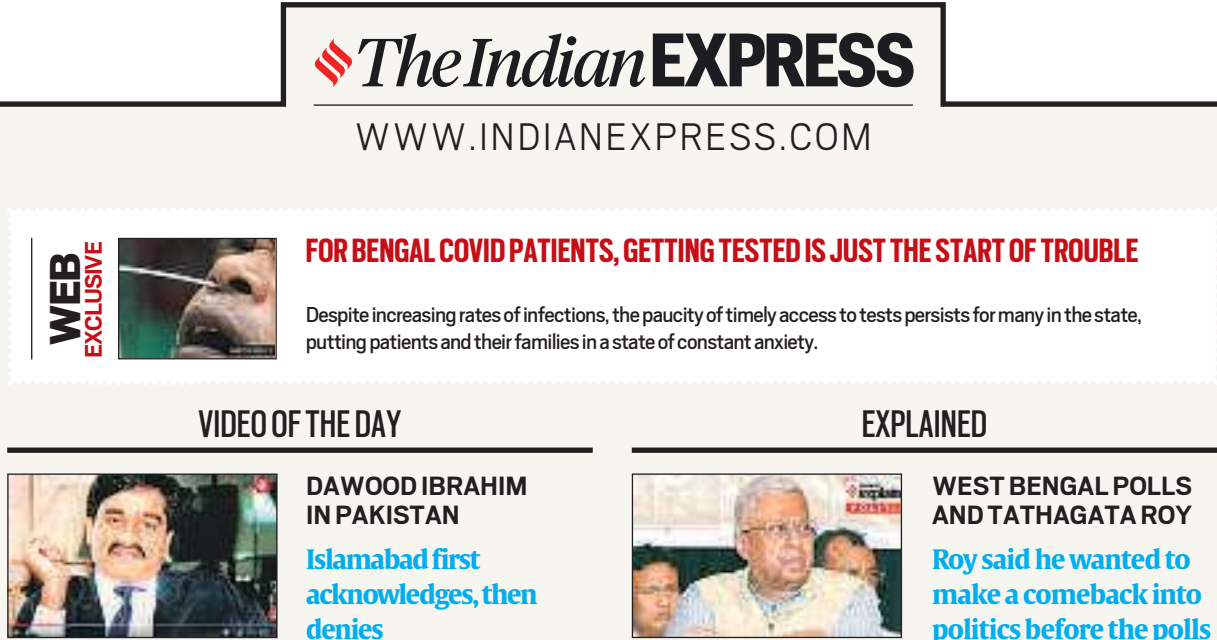 The Indian EXPRESS
WWW.INDIANEXPRESS.COM
WEB
EXCLUSIVE
FOR BENGAL COVID PATIENTS, GETTING TESTED IS JUST THE START OF TROUBLE
Despite increasing rates of infections, the paucity of timely access to tests persists for many in the state,
putting patients and their families in a state of constant anxiety.
VIDEO OF THE DAY
DAWOOD IBRAHIM
IN PAKISTAN
Islamabad first
acknowledges, then
denies
EXPLAINED
WEST BENGAL POLLS
AND TATHAGATA ROY
Roy said he wanted to
make a comeback into
politics before the polls